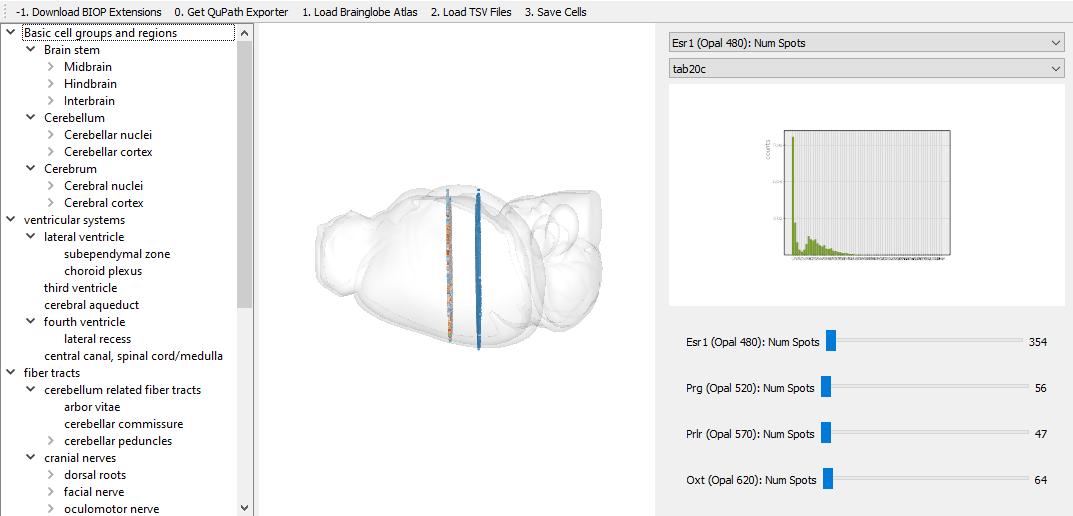 -1. Download BIOP Extensions 0. Get QuPath Exporter 1. Load Brainglobe Atlas 2. Load TSV Files 3. Save Cells
Basic cell groups and regions
Brain stem
Midbrain
Hindbrain
Interbrain
Cerebellum
Cerebellar nuclei
Cerebellar cortex
Cerebrum
Cerebral nuclei
Cerebral cortex
ventricular systems
lateral ventricle
subependymal zone
choroid plexus
third ventricle
cerebral aqueduct
fourth ventricle
lateral recess
central canal, spinal cord/medulla
fiber tracts
cerebellum related fiber tracts
arbor vitae
cerebellar commissure
cerebellar peduncles
cranial nerves
dorsal roots
facial nerve
oculomotor nerve
Esr1 (Opal 480): Num Spots
tab20c
counts
Esr1 (Opal 480): Num Spots 354
Prg (Opal 520): Num Spots 56
Prlr (Opal 570): Num Spots 47
Oxt (Opal 620): Num Spots 64